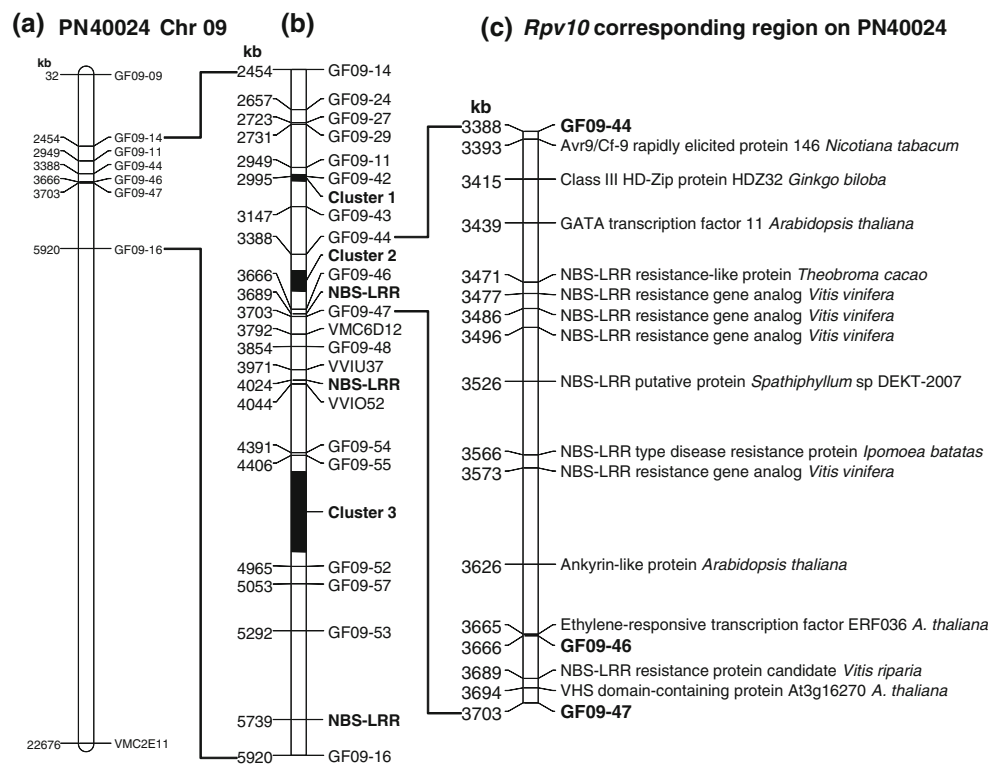 (a) PN40024 Chr 09
kb
32 GF09-09
2454 GF09-14
2949 GF09-11
3388 GF09-44
3666 GF09-46
3703 GF09-47
5920 GF09-16
22676 VMC2E11
(b)
kb
2454 GF09-14
2657 GF09-24
2723 GF09-27
2731 GF09-29
2949 GF09-11
2995 GF09-42
Cluster 1
3147 GF09-43
3388 GF09-44
Cluster 2
3666 GF09-46
3689 NBS-LRR
3703 GF09-47
3792 VMC6D12
3854 GF09-48
3971 VVIU37
4024 NBS-LRR
4044 VVIO52
4391 GF09-54
4406 GF09-55
Cluster 3
4965 GF09-52
5053 GF09-57
5292 GF09-53
5739 NBS-LRR
5920 GF09-16
(c) Rpv10 corresponding region on PN40024
kb
3388 GF09-44
3393 Avr9/Cf-9 rapidly elicited protein 146 Nicotiana tabacum
3415 Class III HD-Zip protein HDZ32 Ginkgo biloba
3439 GATA transcription factor 11 Arabidopsis thaliana
3471 NBS-LRR resistance-like protein Theobroma cacao
3477 NBS-LRR resistance gene analog Vitis vinifera
3486 NBS-LRR resistance gene analog Vitis vinifera
3496 NBS-LRR resistance gene analog Vitis vinifera
3526 NBS-LRR putative protein Spathiphyllum sp DEKT-2007
3566 NBS-LRR type disease resistance protein Ipomoea batatas
3573 NBS-LRR resistance gene analog Vitis vinifera
3626 Ankyrin-like protein Arabidopsis thaliana
3665 Ethylene-responsive transcription factor ERF036 A. thaliana
3666 GF09-46
3689 NBS-LRR resistance protein candidate Vitis riparia
3694 VHS domain-containing protein At3g16270 A. thaliana
3703 GF09-47